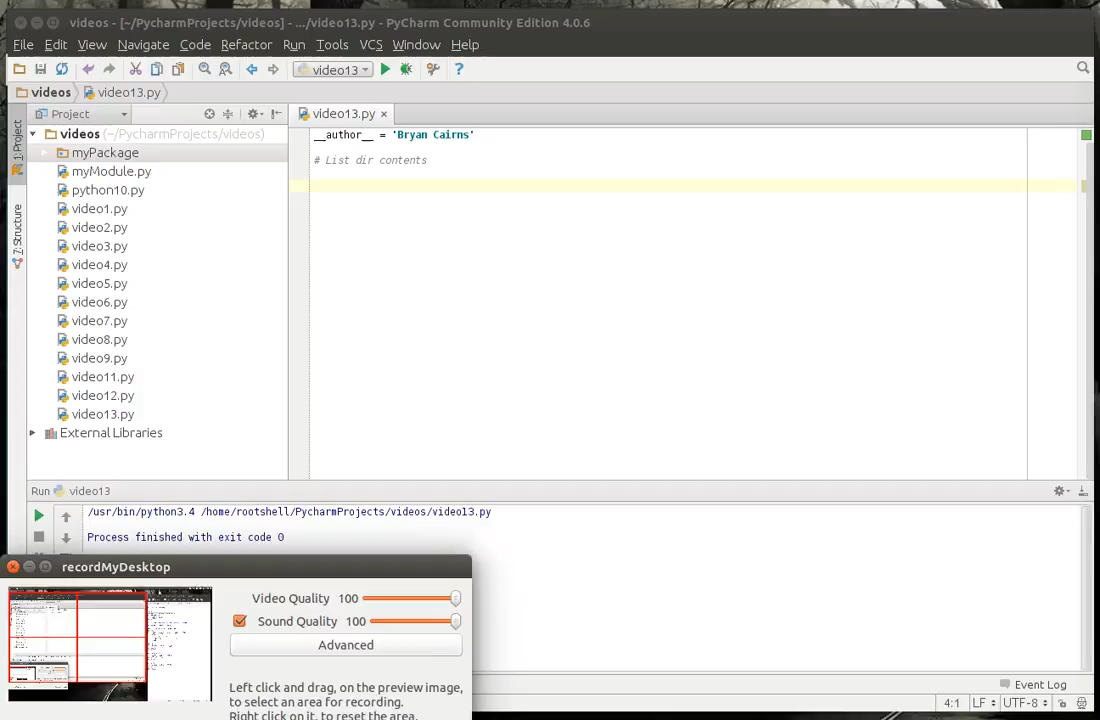 videos - [~/PycharmProjects/videos] - .../video13.py - PyCharm Community Edition 4.0.6
File Edit View Navigate Code Refactor Run Tools VCS Window Help
video13
videos video13.py
Project
video13.py
1: Project
videos (~/PycharmProjects/videos)
myPackage
myModule.py
python10.py
video1.py
video2.py
video3.py
video4.py
video5.py
video6.py
video7.py
video8.py
video9.py
video11.py
video12.py
video13.py
External Libraries
7: Structure
__author__ = 'Bryan Cairns'
# List dir contents
Run video13
/usr/bin/python3.4 /home/rootshell/PycharmProjects/videos/video13.py
Process finished with exit code 0
recordMyDesktop
Video Quality 100
Sound Quality 100
Advanced
Left click and drag, on the preview image,
to select an area for recording.
Right click on it, to reset the area.
Event Log
4:1 LF UTF-8